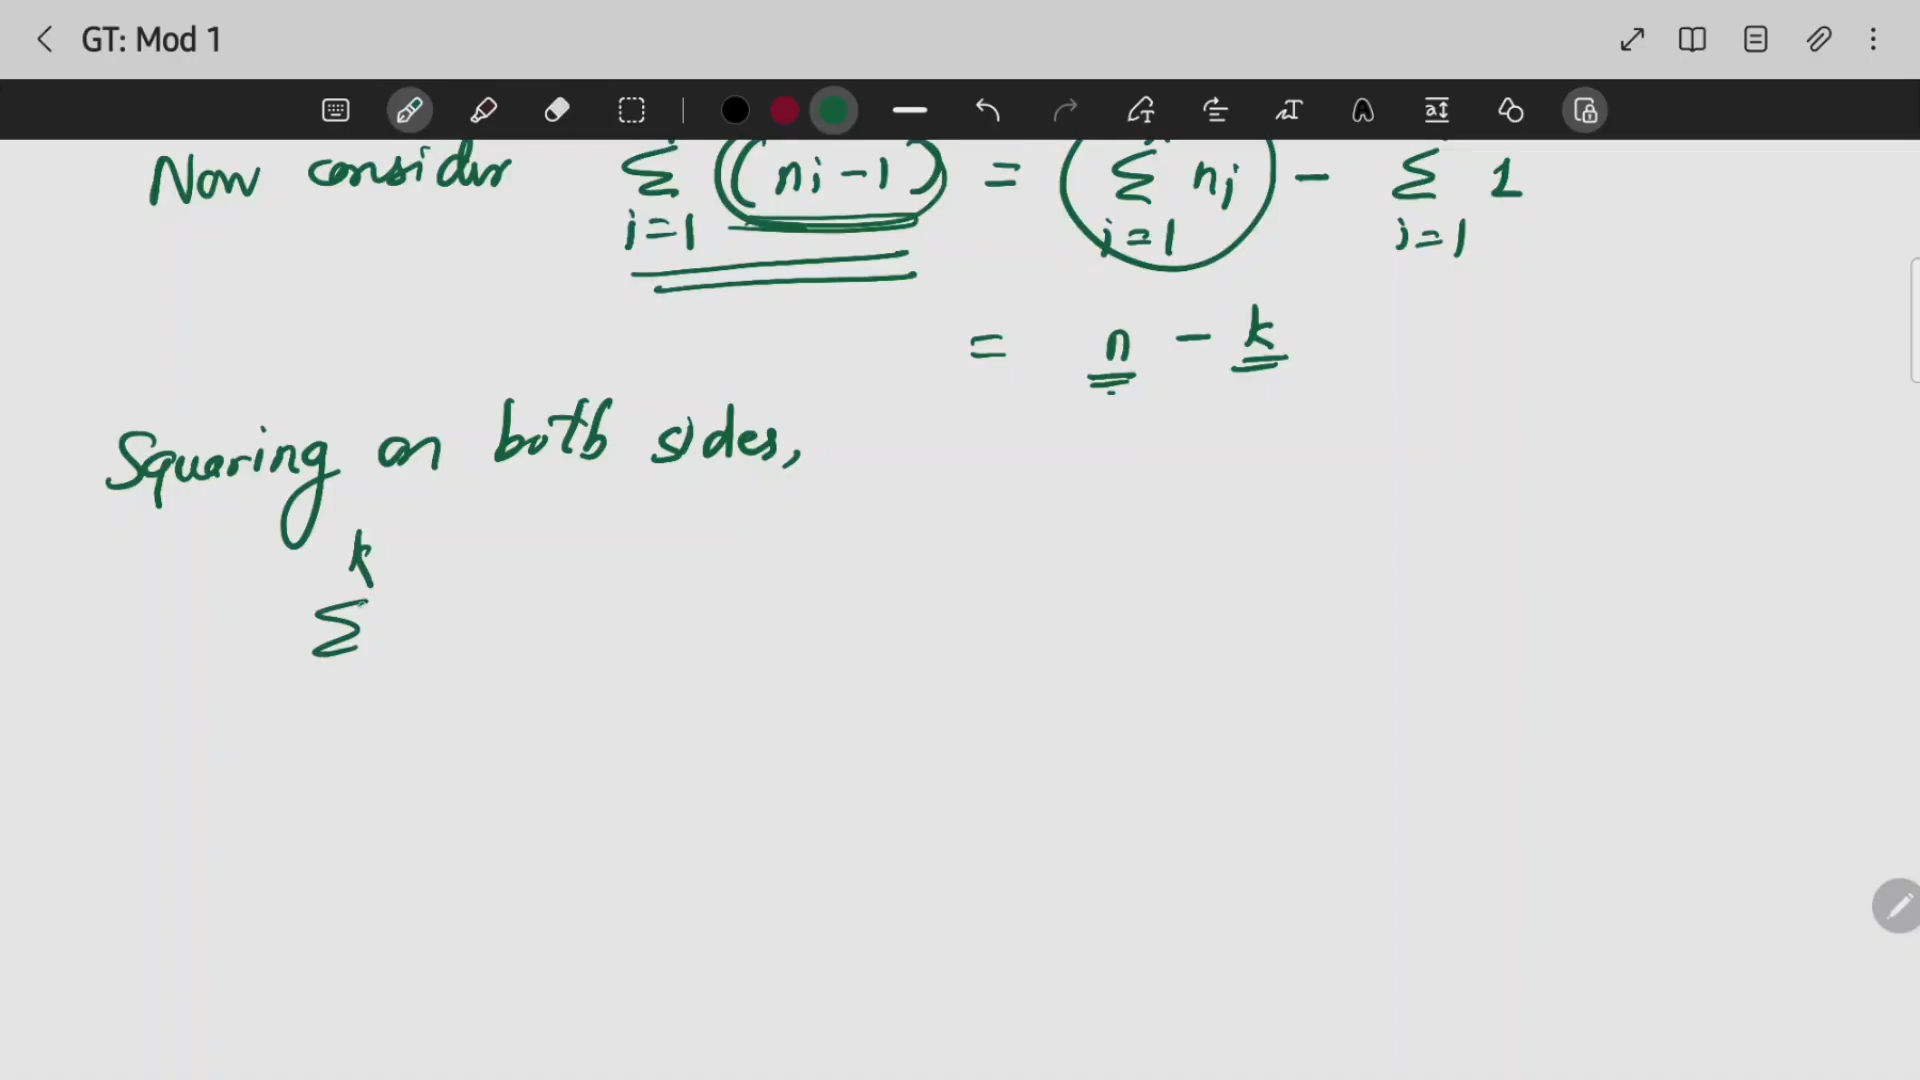 GT: Mod 1
Now consider Σ ((ni -1)) = (Σ ni) - Σ 1
i=1 i=1 i=1
= n - k
Squaring on both sides,
k
Σ